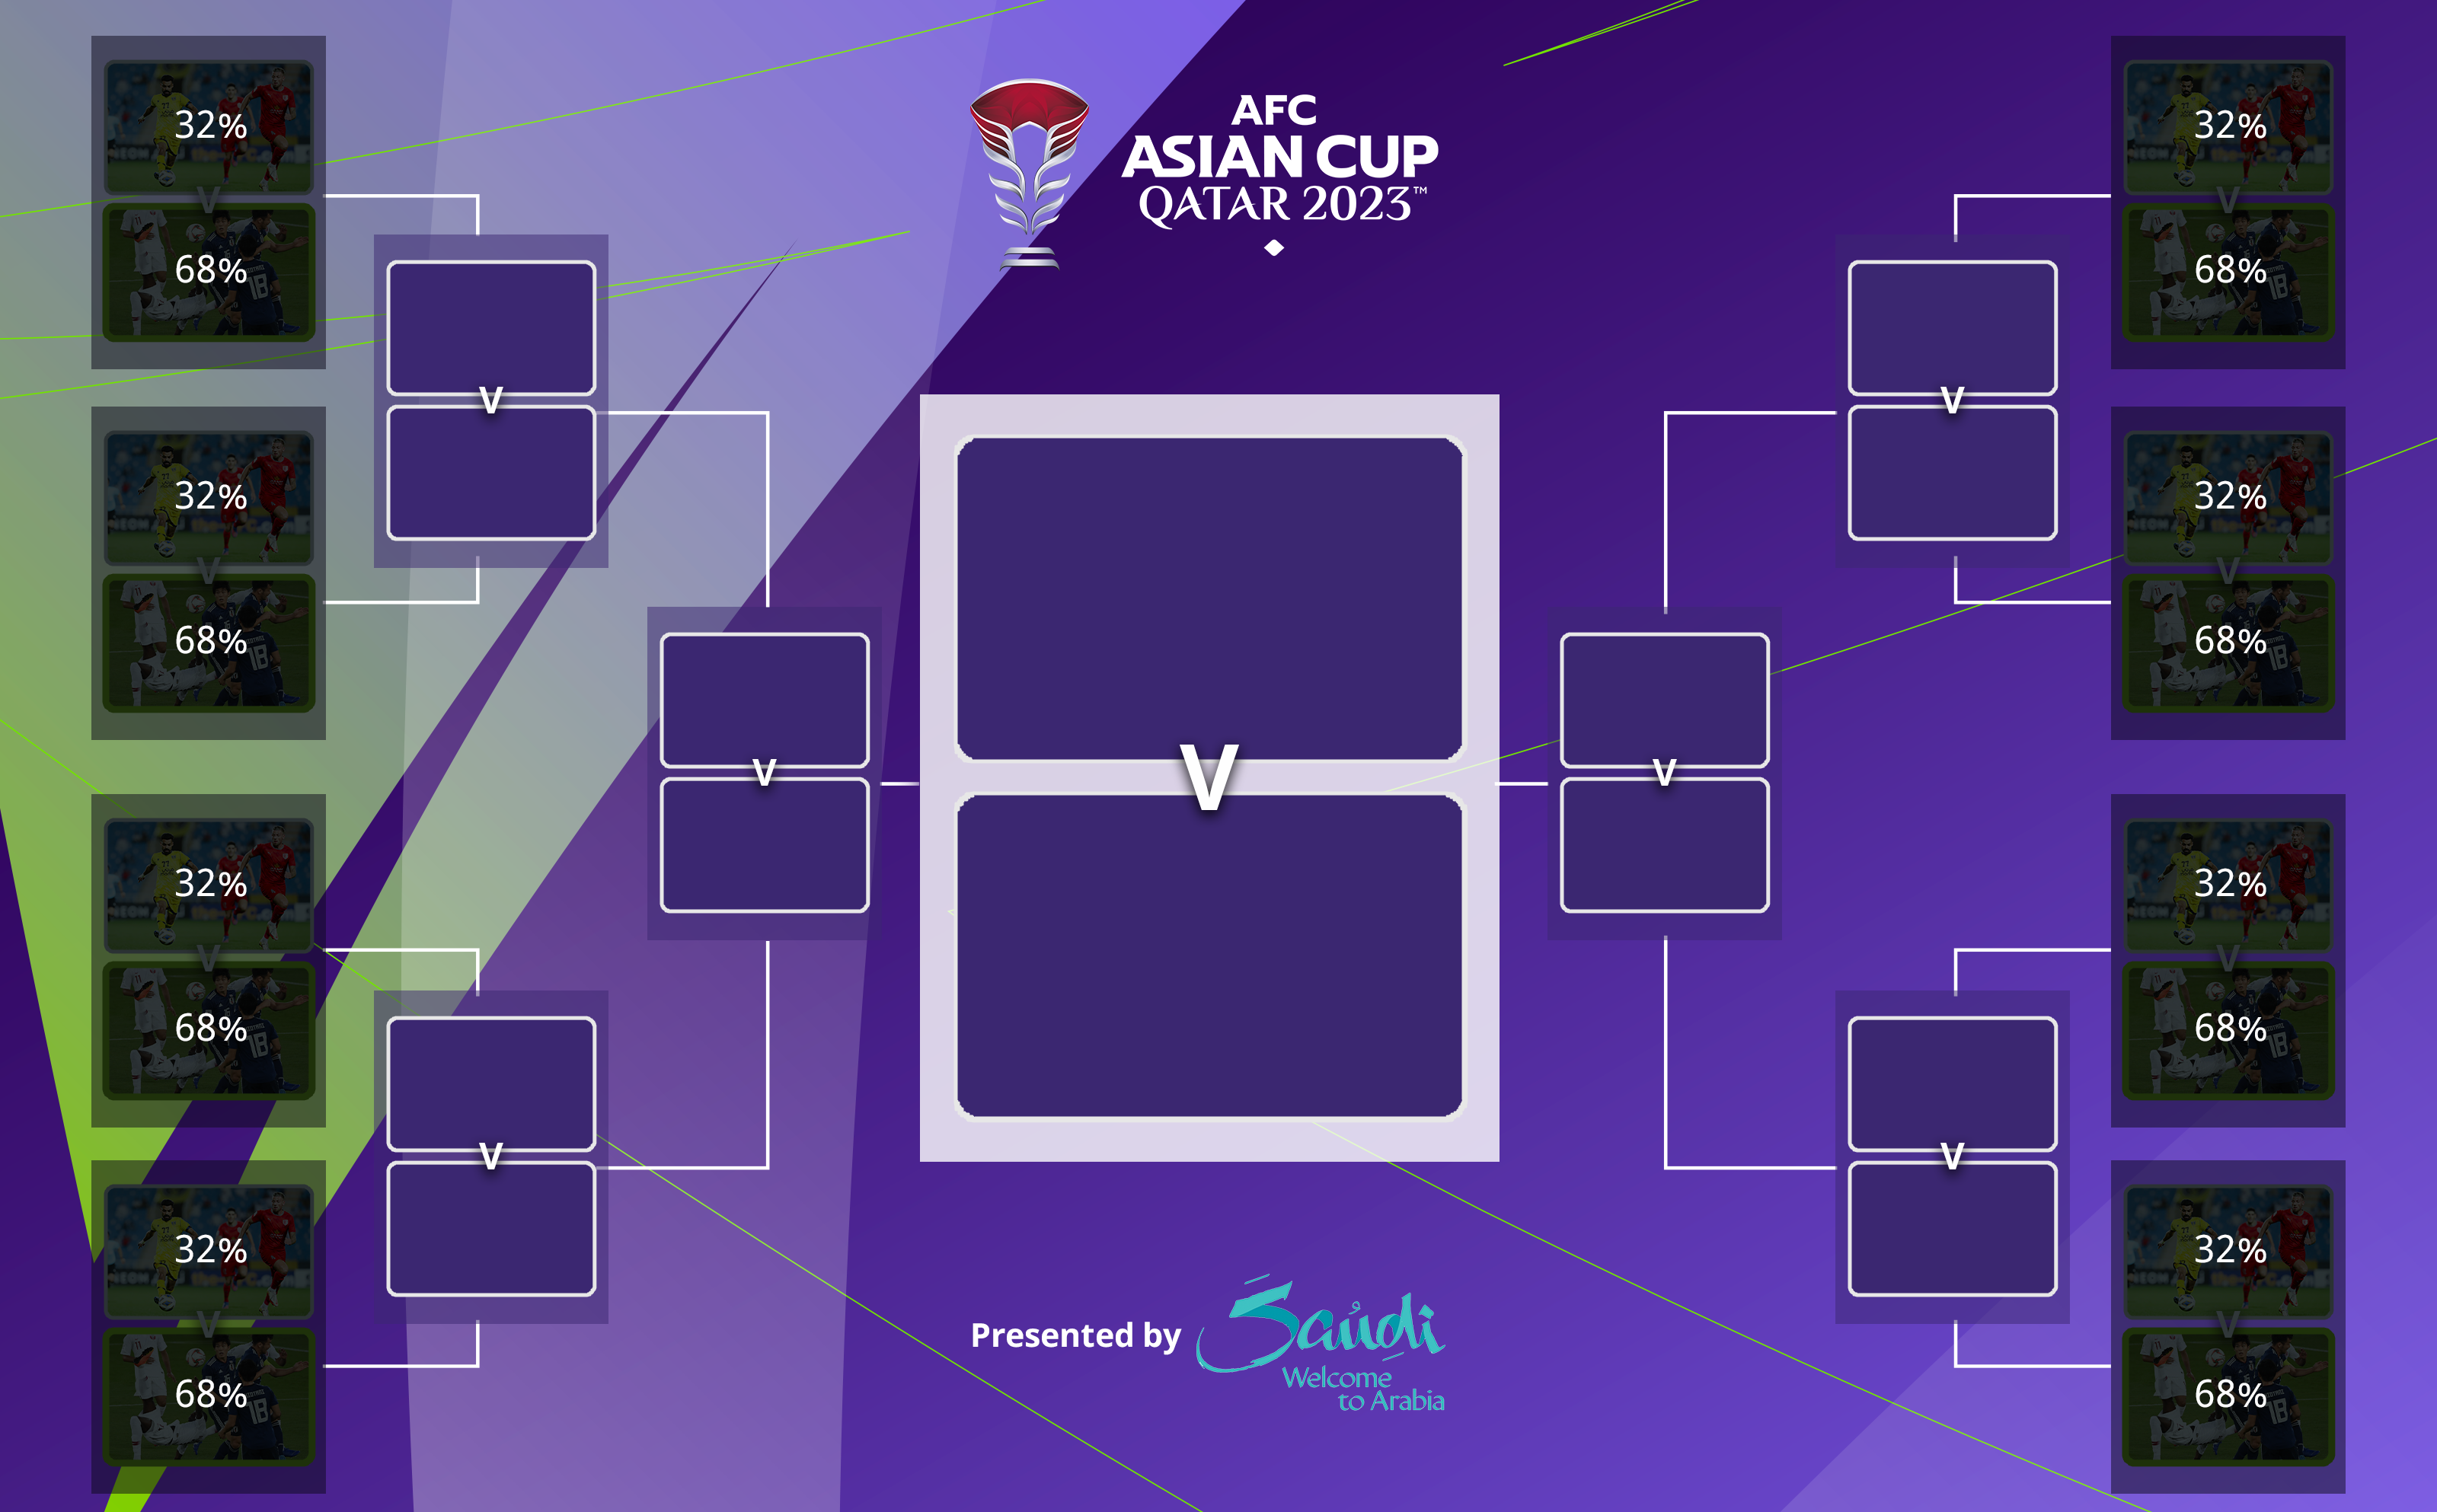 AFC
ASIAN CUP
QATAR 2023™
32%
V
68%
32%
V
68%
32%
V
68%
32%
V
68%
V
V
V
V
V
V
V
32%
V
68%
32%
V
68%
32%
V
68%
32%
V
68%
Presented by
Saudi
Welcome
to Arabia